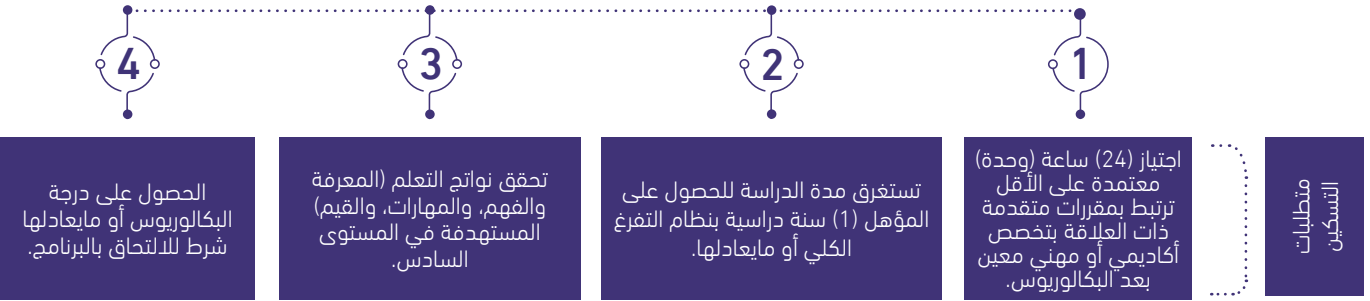 متطلبات
التسكين
1
اجتياز (24) ساعة (وحدة)
معتمدة على الأقل
ترتبط بمقررات متقدمة
ذات العلاقة بتخصص
أكاديمي أو مهني معين
بعد البكالوريوس.
2
تستغرق مدة الدراسة للحصول على
المؤهل (1) سنة دراسية بنظام التفرغ
الكلي أو مايعادلها.
3
تحقق نواتج التعلم (المعرفة
والفهم، والمهارات، والقيم)
المستهدفة في المستوى
السادس.
4
الحصول على درجة
البكالوريوس أو مايعادلها
شرط للالتحاق بالبرنامج.